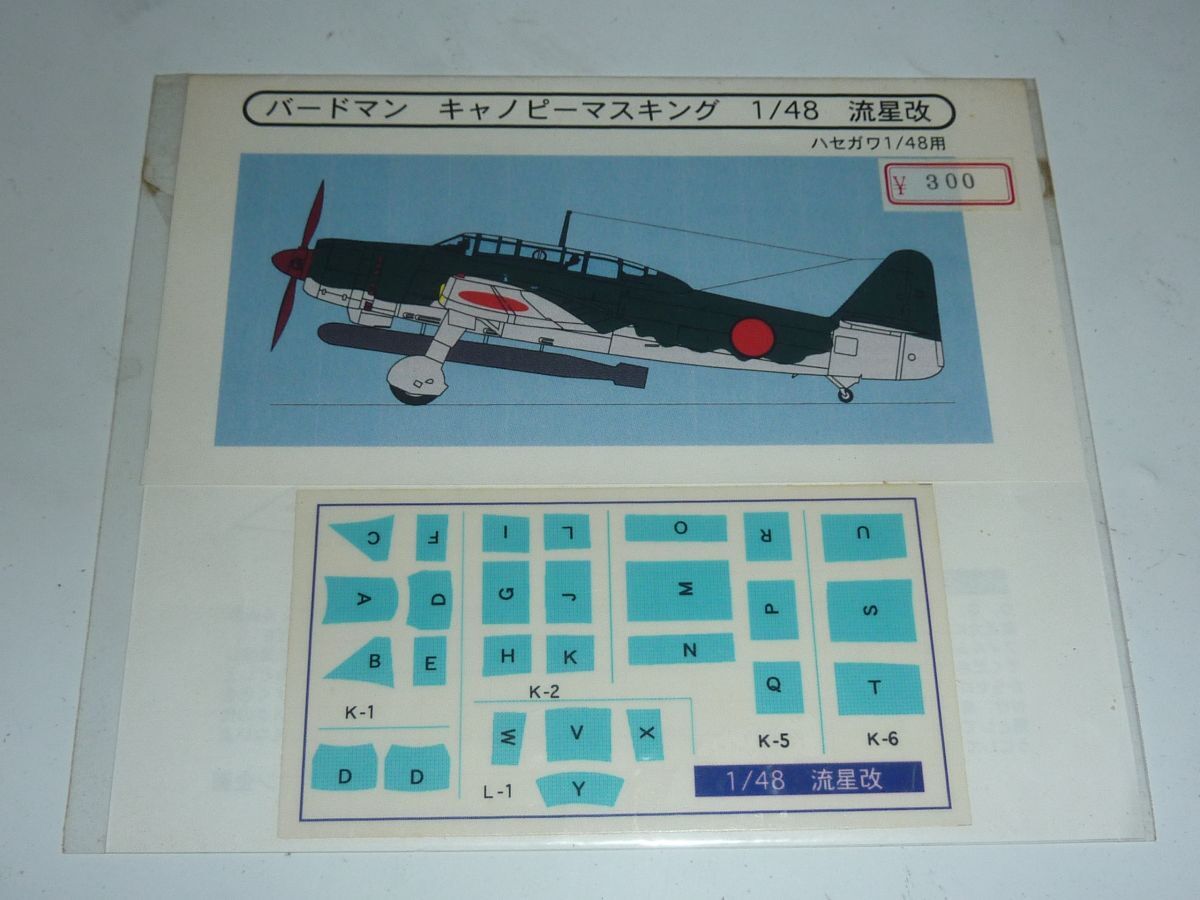 バードマン キャノピーマスキング 1/48 流星改
ハセガワ1/48用
¥ 300
C F I L O R U
A D G J M P S
B E H K N Q T
K-1 K-2 K-5 K-6
D D W V X
L-1 Y
1/48 流星改